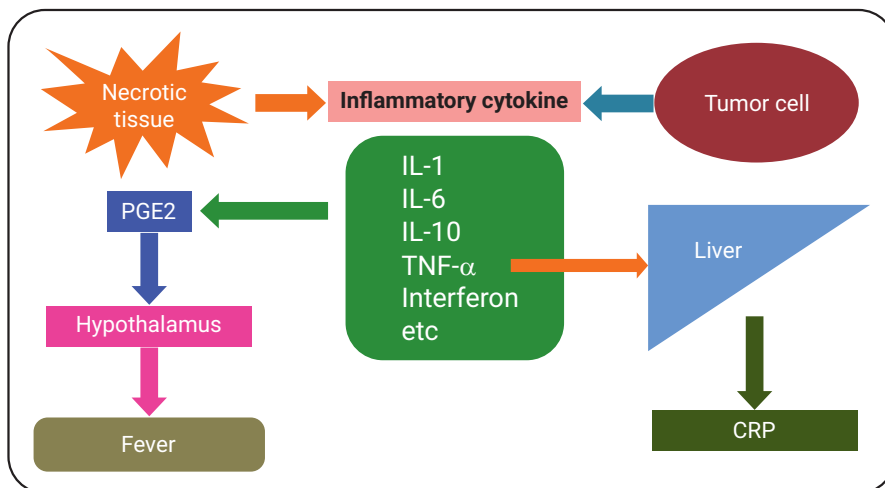 Necrotic
tissue
Inflammatory cytokine
Tumor cell
IL-1
IL-6
IL-10
TNF-α
Interferon
etc
PGE2
Liver
Hypothalamus
Fever
CRP